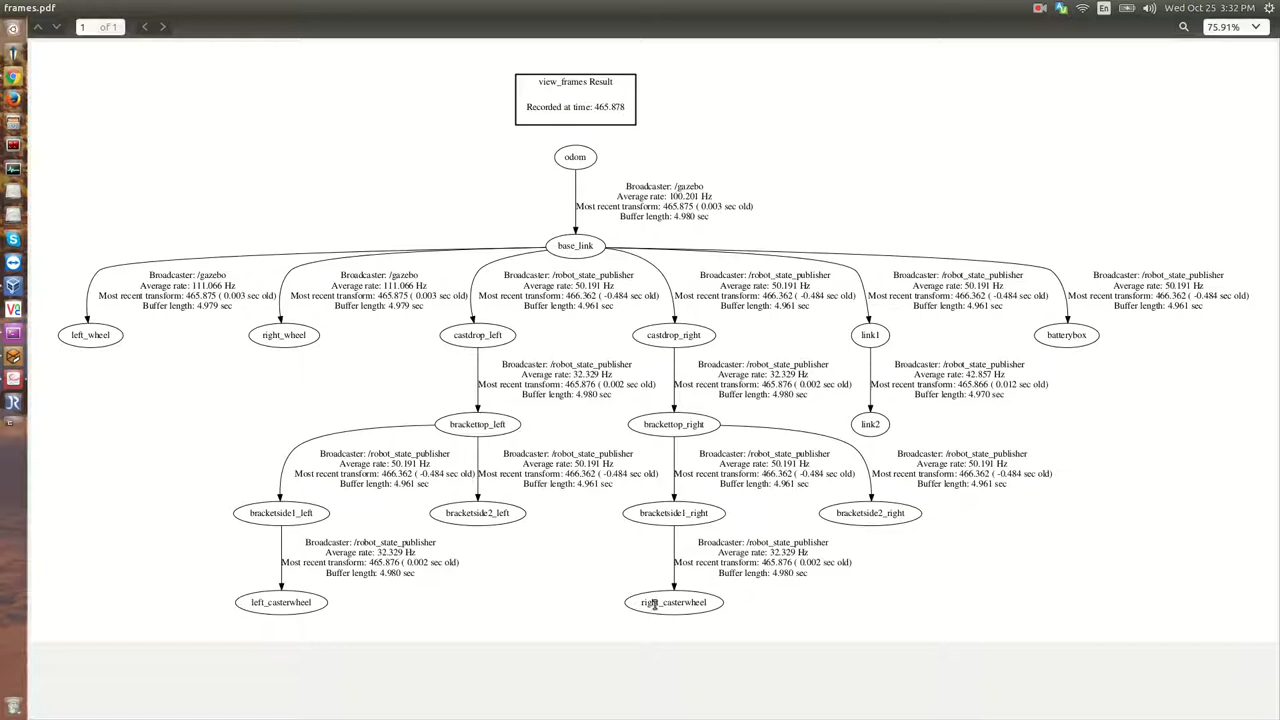 frames.pdf
En
Wed Oct 25 3:32 PM
1
of 1
75.91%
view_frames Result
Recorded at time: 465.878
odom
Broadcaster: /gazebo
Average rate: 100.201 Hz
Most recent transform: 465.875 ( 0.003 sec old)
Buffer length: 4.980 sec
base_link
Broadcaster: /gazebo
Average rate: 111.066 Hz
Most recent transform: 465.875 ( 0.003 sec old)
Buffer length: 4.979 sec
Broadcaster: /gazebo
Average rate: 111.066 Hz
Most recent transform: 465.875 ( 0.003 sec old)
Buffer length: 4.979 sec
Broadcaster: /robot_state_publisher
Average rate: 50.191 Hz
Most recent transform: 466.362 ( -0.484 sec old)
Buffer length: 4.961 sec
Broadcaster: /robot_state_publisher
Average rate: 50.191 Hz
Most recent transform: 466.362 ( -0.484 sec old)
Buffer length: 4.961 sec
Broadcaster: /robot_state_publisher
Average rate: 50.191 Hz
Most recent transform: 466.362 ( -0.484 sec old)
Buffer length: 4.961 sec
Broadcaster: /robot_state_publisher
Average rate: 50.191 Hz
Most recent transform: 466.362 ( -0.484 sec old)
Buffer length: 4.961 sec
left_wheel
right_wheel
castdrop_left
castdrop_right
link1
batterybox
Broadcaster: /robot_state_publisher
Average rate: 32.329 Hz
Most recent transform: 465.876 ( 0.002 sec old)
Buffer length: 4.980 sec
Broadcaster: /robot_state_publisher
Average rate: 32.329 Hz
Most recent transform: 465.876 ( 0.002 sec old)
Buffer length: 4.980 sec
Broadcaster: /robot_state_publisher
Average rate: 42.857 Hz
Most recent transform: 465.866 ( 0.012 sec old)
Buffer length: 4.970 sec
brackettop_left
brackettop_right
link2
Broadcaster: /robot_state_publisher
Average rate: 50.191 Hz
Most recent transform: 466.362 ( -0.484 sec old)
Buffer length: 4.961 sec
Broadcaster: /robot_state_publisher
Average rate: 50.191 Hz
Most recent transform: 466.362 ( -0.484 sec old)
Buffer length: 4.961 sec
Broadcaster: /robot_state_publisher
Average rate: 50.191 Hz
Most recent transform: 466.362 ( -0.484 sec old)
Buffer length: 4.961 sec
Broadcaster: /robot_state_publisher
Average rate: 50.191 Hz
Most recent transform: 466.362 ( -0.484 sec old)
Buffer length: 4.961 sec
bracketside1_left
bracketside2_left
bracketside1_right
bracketside2_right
Broadcaster: /robot_state_publisher
Average rate: 32.329 Hz
Most recent transform: 465.876 ( 0.002 sec old)
Buffer length: 4.980 sec
Broadcaster: /robot_state_publisher
Average rate: 32.329 Hz
Most recent transform: 465.876 ( 0.002 sec old)
Buffer length: 4.980 sec
left_casterwheel
right_casterwheel